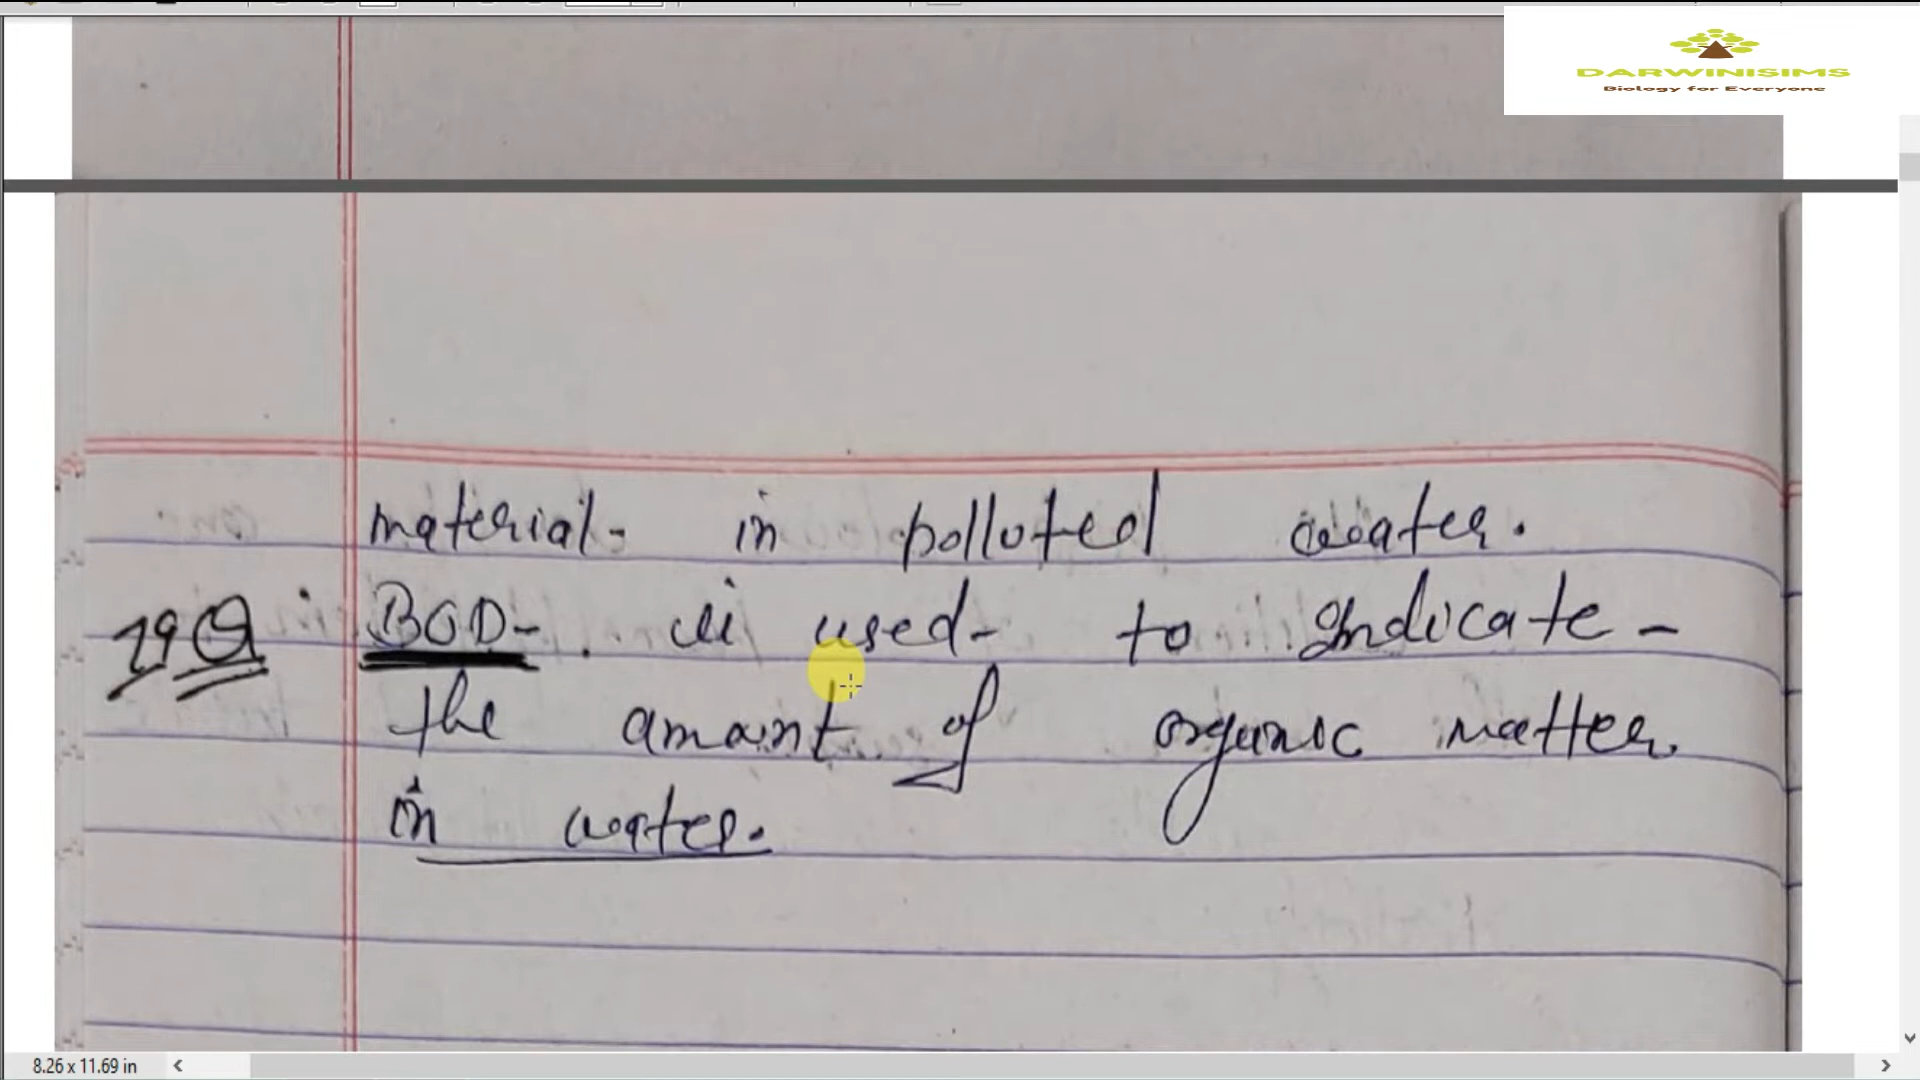 DARWINISIMS
Biology for Everyone
material- in polluted water.
19 Q BOD- is used- to Indicate-
the amount of organic matter.
in water.
8.26 x 11.69 in